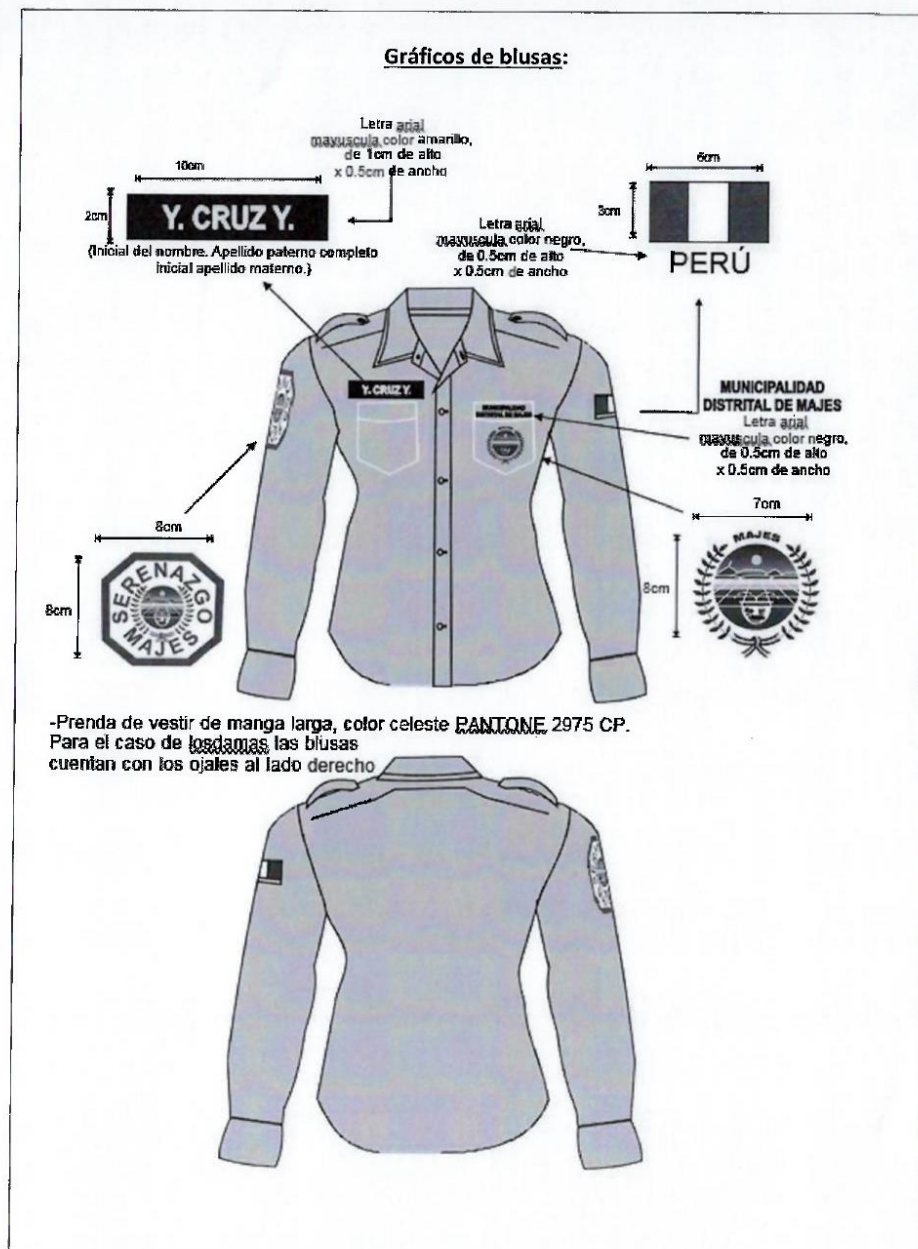 Gráficos de blusas:
Letra arial
mayuscula color amarillo,
de 1cm de alto
x 0.5cm de ancho
10cm
2cm
Y. CRUZ Y.
(Inicial del nombre. Apellido paterno completo
Inicial apellido materno.)
6cm
3cm
PERÚ
Letra arial
mayuscula color negro,
de 0.5cm de alto
x 0.5cm de ancho
Y. CRUZ Y.
MUNICIPALIDAD
DISTRITAL DE MAJES
MUNICIPALIDAD
DISTRITAL DE MAJES
Letra arial
mayuscula color negro,
de 0.5cm de alto
x 0.5cm de ancho
8cm
8cm
SERENAZGO
MAJES
7cm
8cm
MAJES
-Prenda de vestir de manga larga, color celeste PANTONE 2975 CP.
Para el caso de losdamas las blusas
cuentan con los ojales al lado derecho